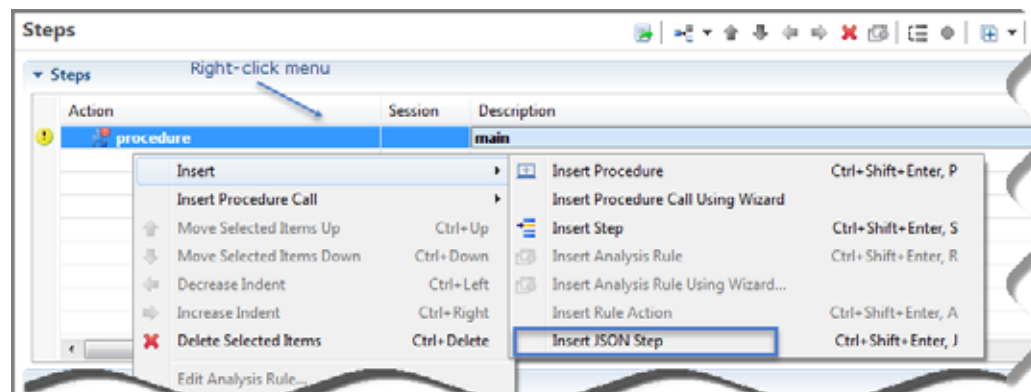 Steps
Steps
Right-click menu
Action Session Description
procedure main
Insert
Insert Procedure Call
Move Selected Items Up Ctrl+Up
Move Selected Items Down Ctrl+Down
Decrease Indent Ctrl+Left
Increase Indent Ctrl+Right
Delete Selected Items Ctrl+Delete
Edit Analysis Rule...
Insert Procedure Ctrl+Shift+Enter, P
Insert Procedure Call Using Wizard
Insert Step Ctrl+Shift+Enter, S
Insert Analysis Rule Ctrl+Shift+Enter, R
Insert Analysis Rule Using Wizard...
Insert Rule Action Ctrl+Shift+Enter, A
Insert JSON Step Ctrl+Shift+Enter, J